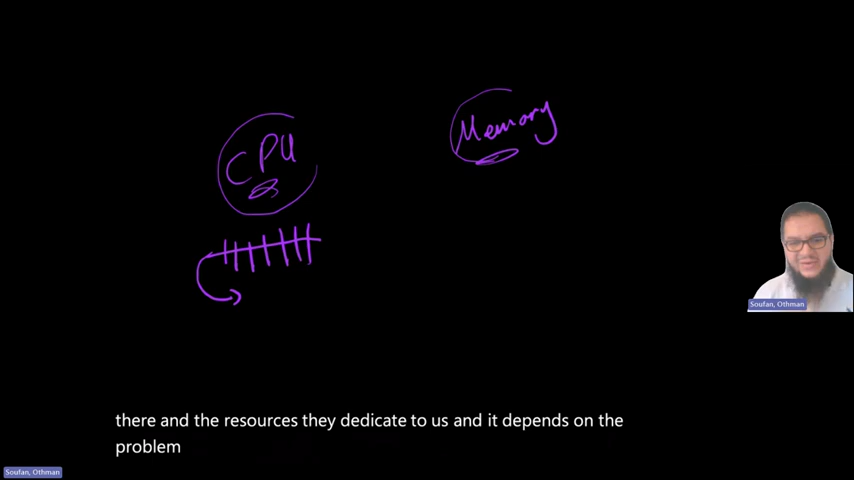 CPU
Memory
Soufan, Othman
there and the resources they dedicate to us and it depends on the
problem
Soufan, Othman